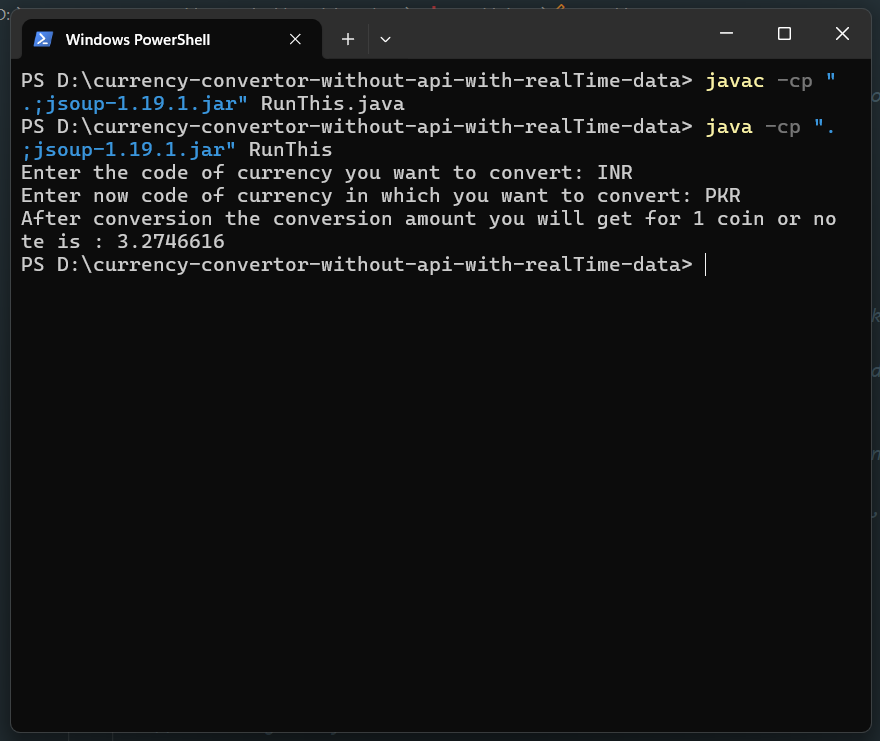 Windows PowerShell
PS D:\currency-convertor-without-api-with-realTime-data> javac -cp "
.;jsoup-1.19.1.jar" RunThis.java
PS D:\currency-convertor-without-api-with-realTime-data> java -cp ".
;jsoup-1.19.1.jar" RunThis
Enter the code of currency you want to convert: INR
Enter now code of currency in which you want to convert: PKR
After conversion the conversion amount you will get for 1 coin or no
te is : 3.2746616
PS D:\currency-convertor-without-api-with-realTime-data>